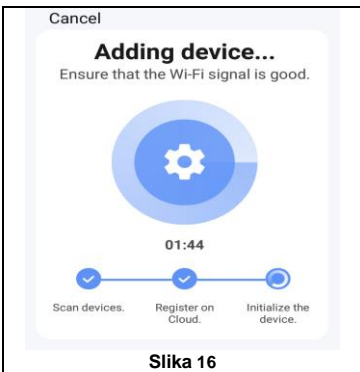 Cancel
Adding device...
Ensure that the Wi-Fi signal is good.
01:44
Scan devices.
Register on
Cloud.
Initialize the
device.
Slika 16